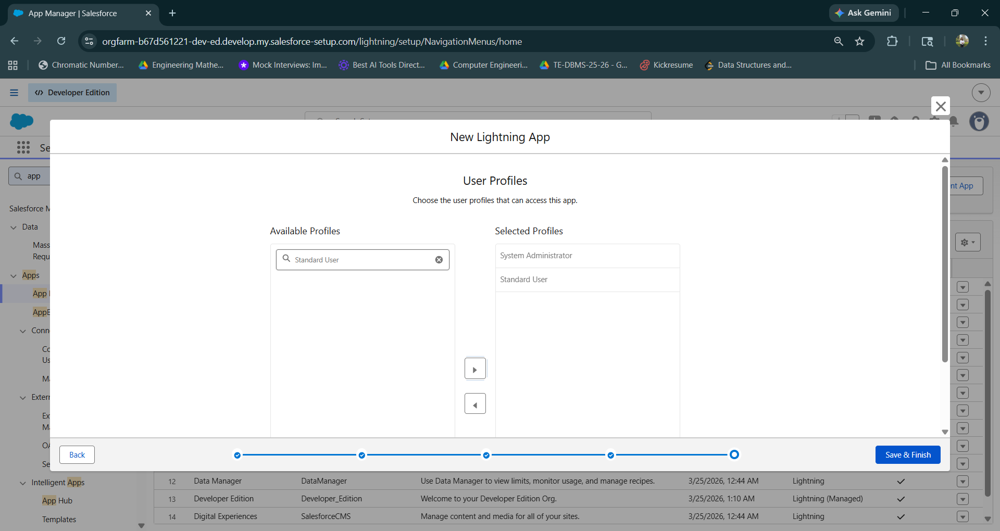 App Manager | Salesforce
Ask Gemini
orgfarm-b67d561221-dev-ed.develop.my.salesforce-setup.com/lightning/setup/NavigationMenus/home
Chromatic Number...
Engineering Mathe...
Mock Interviews: Im...
Best AI Tools Direct...
Computer Engineeri...
TE-DBMS-25-26 - G...
Kickresume
Data Structures and...
All Bookmarks
Developer Edition
Se
app
Salesforce M
Data
Mass
Requ
Apps
App
AppE
Conn
Co
Us
Ma
Extern
Ex
Ma
OA
Se
Intelligent Apps
App Hub
Templates
New Lightning App
User Profiles
Choose the user profiles that can access this app.
Available Profiles
Standard User
Selected Profiles
System Administrator
Standard User
nt App
Back
Save & Finish
12 Data Manager DataManager Use Data Manager to view limits, monitor usage, and manage recipes. 3/25/2026, 12:44 AM Lightning
13 Developer Edition Developer_Edition Welcome to your Developer Edition Org. 3/25/2026, 1:10 AM Lightning (Managed)
14 Digital Experiences SalesforceCMS Manage content and media for all of your sites. 3/25/2026, 12:44 AM Lightning